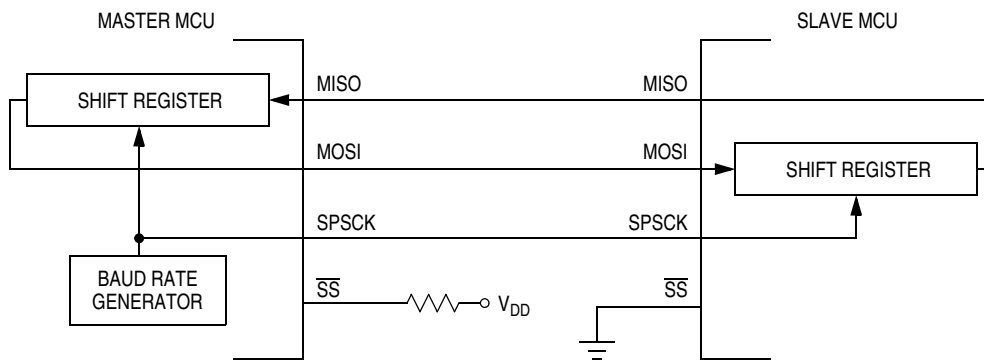 MASTER MCU
SLAVE MCU
SHIFT REGISTER
MISO
MISO
MOSI
MOSI
SHIFT REGISTER
SPSCK
SPSCK
BAUD RATE
GENERATOR
SS
VDD
SS